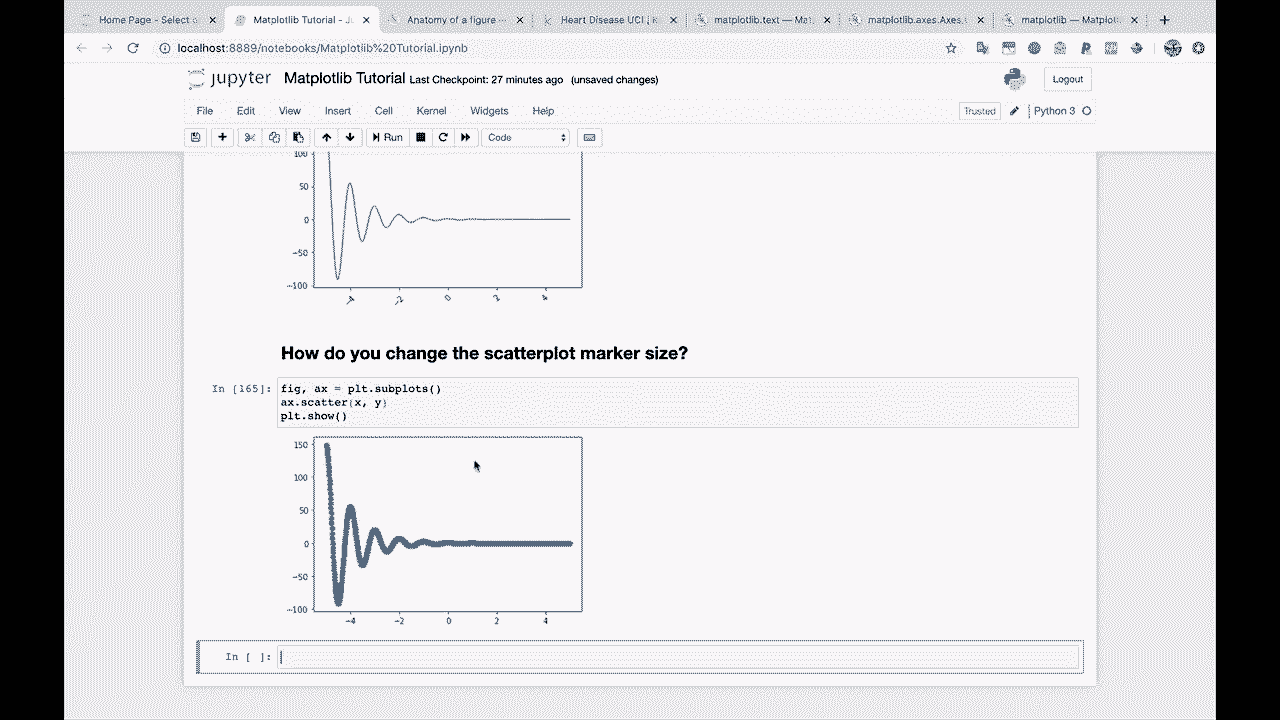 Home Page - Select o
Matplotlib Tutorial - Ju
Anatomy of a figure —
Heart Disease UCI | K
matplotlib.text — Ma
matplotlib.axes.Axes.
matplotlib — Matplotl
localhost:8889/notebooks/Matplotlib%20Tutorial.ipynb
jupyter Matplotlib Tutorial Last Checkpoint: 27 minutes ago (unsaved changes)
Logout
File Edit View Insert Cell Kernel Widgets Help
Trusted
Python 3
Run
Code
100
50
0
−50
−100
−4 −2 0 2 4
How do you change the scatterplot marker size?
In [165]:
fig, ax = plt.subplots()
ax.scatter(x, y)
plt.show()
150
100
50
0
−50
−100
−4 −2 0 2 4
In [ ]: